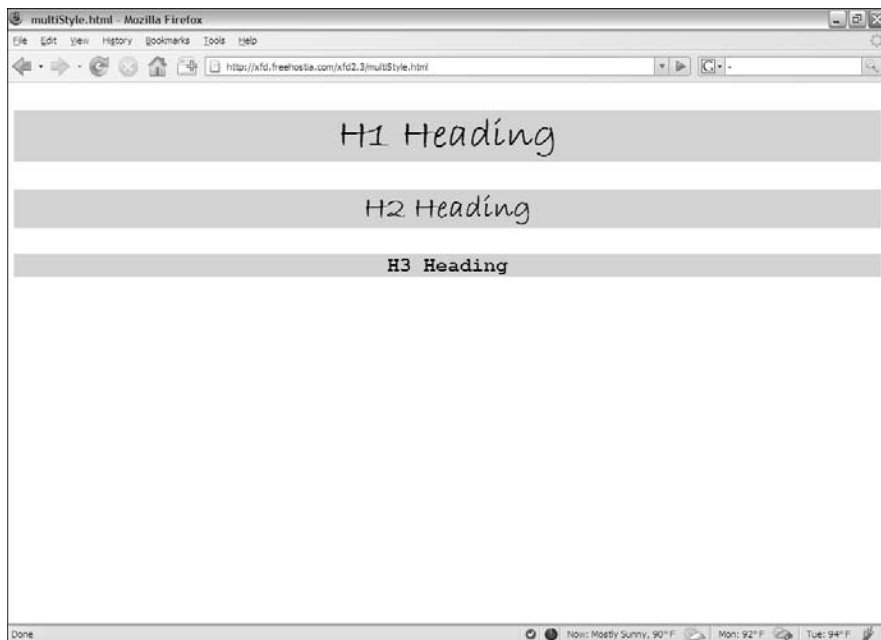 multiStyle.html - Mozilla Firefox
File Edit View History Bookmarks Tools Help
http://xfd.freehostia.com/xfd2.3/multiStyle.html G -
H1 Heading
H2 Heading
H3 Heading
Done Now: Mostly Sunny, 90° F Mon: 92° F Tue: 94° F